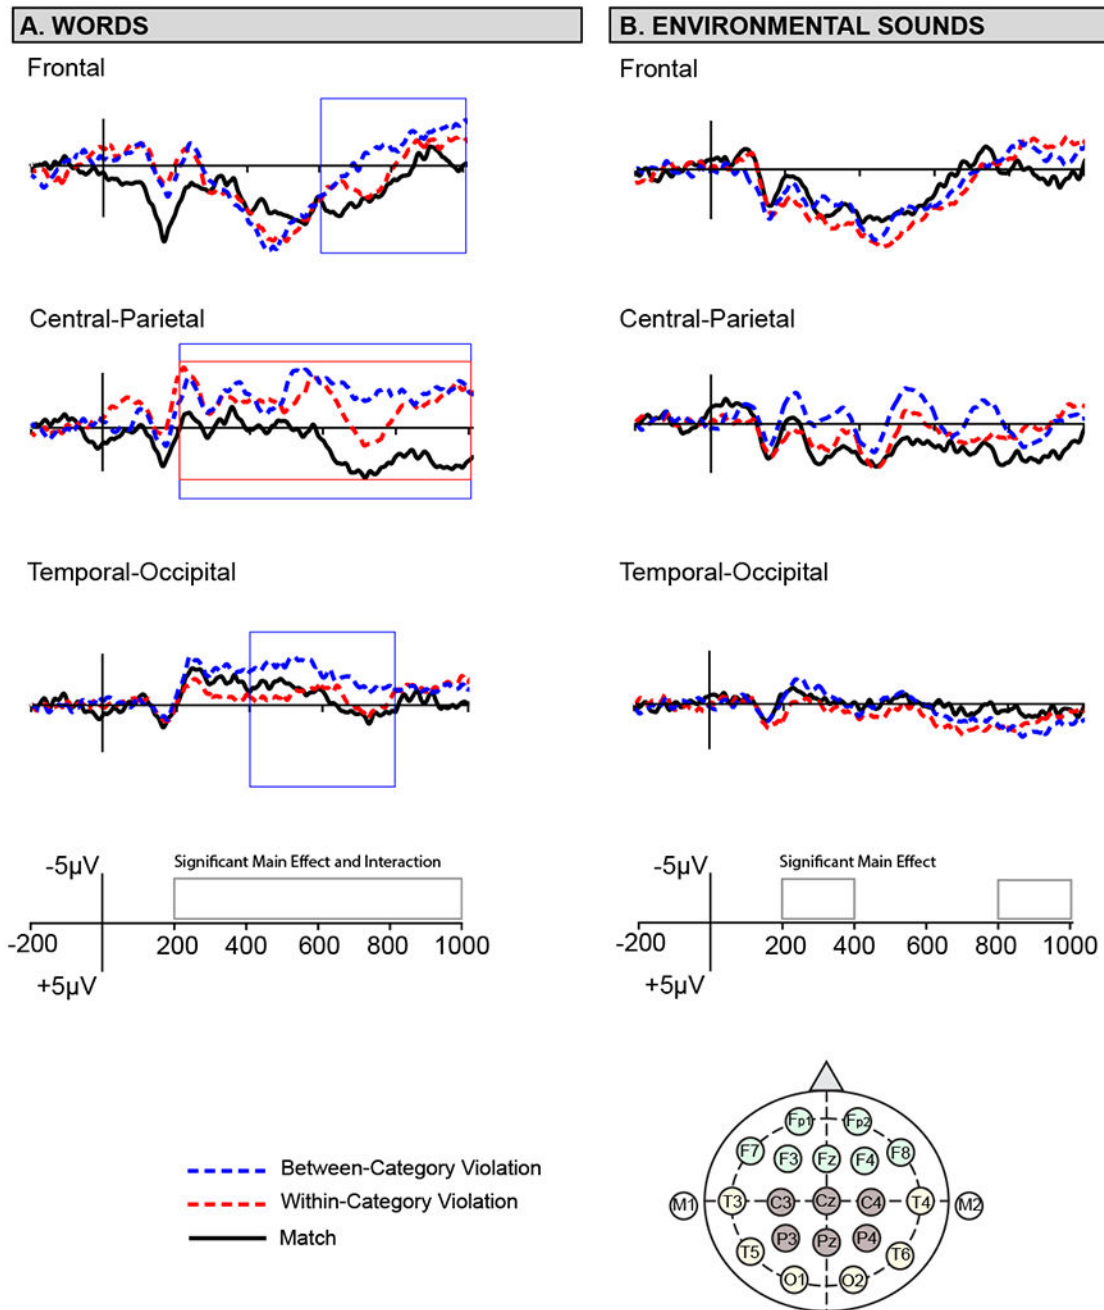 A. WORDS
Frontal
Central-Parietal
Temporal-Occipital
-5µV
Significant Main Effect and Interaction
-200 200 400 600 800 1000
+5µV
B. ENVIRONMENTAL SOUNDS
Frontal
Central-Parietal
Temporal-Occipital
-5µV
Significant Main Effect
-200 200 400 600 800 1000
+5µV
Between-Category Violation
Within-Category Violation
Match
Fp1 Fp2
F7 F3 Fz F4 F8
M1 T3 C3 Cz C4 T4 M2
T5 P3 Pz P4 T6
O1 O2